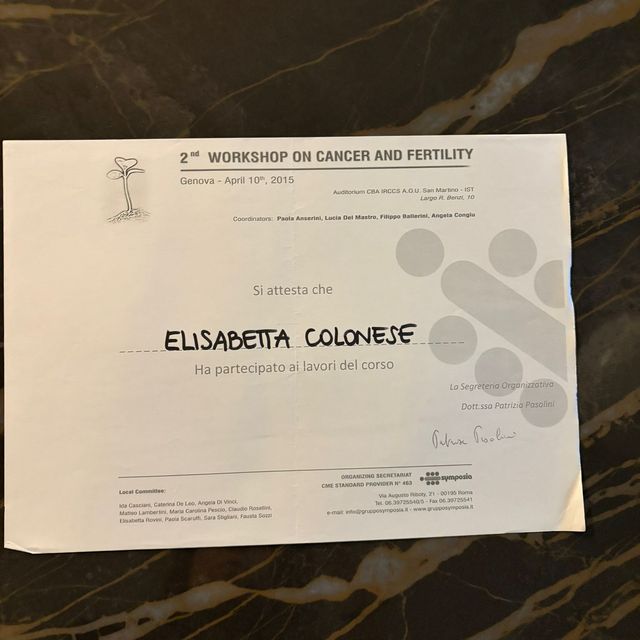 2nd WORKSHOP ON CANCER AND FERTILITY
Genova - April 10th, 2015
Auditorium CBA IRCCS A.O.U. San Martino - IST
Largo R. Benzi, 10
Coordinators: Paola Anserini, Lucia Del Mastro, Filippo Ballerini, Angela Congiu
Si attesta che
ELISABETTA COLONESE
Ha partecipato ai lavori del corso
La Segreteria Organizzativa
Dott.ssa Patrizia Pasolini
Patrizia Pasolini
Local Committee:
Ida Casciani, Caterina De Leo, Angela Di Vinci,
Matteo Lambertini, Maria Carolina Pescio, Claudio Rosellini,
Elisabetta Rovini, Paola Scaruffi, Sara Stigliani, Fausta Sozzi
ORGANIZING SECRETARIAT
CME STANDARD PROVIDER N° 463
symposia
Via Augusto Riboty, 21 - 00195 Roma
Tel. 06.39725540/5 - Fax 06.39725541
e-mail: info@grupposymposia.it - www.grupposymposia.it